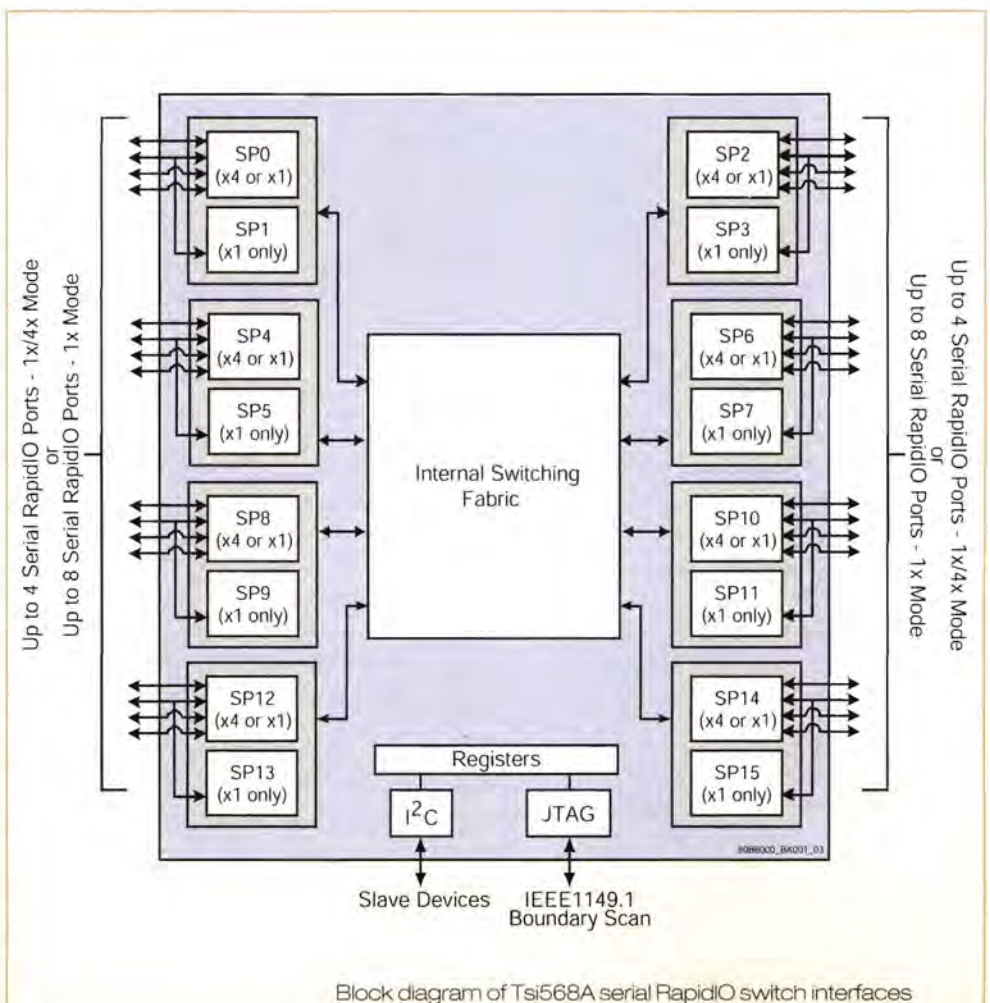 Up to 4 Serial RapidIO Ports - 1x/4x Mode
or
Up to 8 Serial RapidIO Ports - 1x Mode
SP0
(x4 or x1)
SP1
(x1 only)
SP4
(x4 or x1)
SP5
(x1 only)
SP8
(x4 or x1)
SP9
(x1 only)
SP12
(x4 or x1)
SP13
(x1 only)
Internal Switching
Fabric
SP2
(x4 or x1)
SP3
(x1 only)
SP6
(x4 or x1)
SP7
(x1 only)
SP10
(x4 or x1)
SP11
(x1 only)
SP14
(x4 or x1)
SP15
(x1 only)
Up to 4 Serial RapidIO Ports - 1x/4x Mode
or
Up to 8 Serial RapidIO Ports - 1x Mode
Registers
I²C
JTAG
Slave Devices
IEEE1149.1
Boundary Scan
Block diagram of Tsi568A serial RapidIO switch interfaces